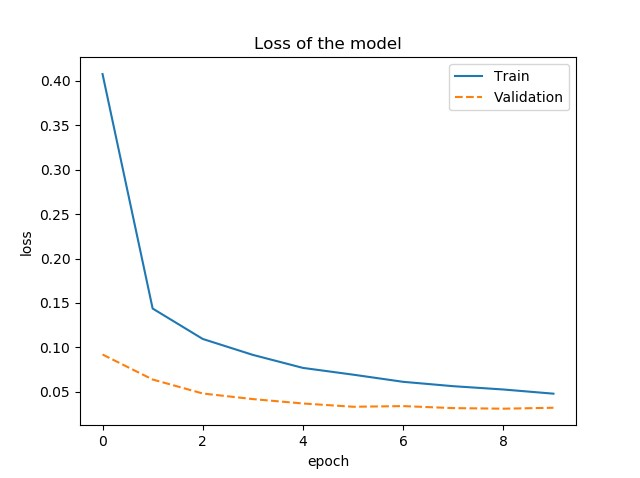 Loss of the model
Train
Validation
0.40
0.35
0.30
0.25
0.20
0.15
0.10
0.05
loss
0 2 4 6 8
epoch